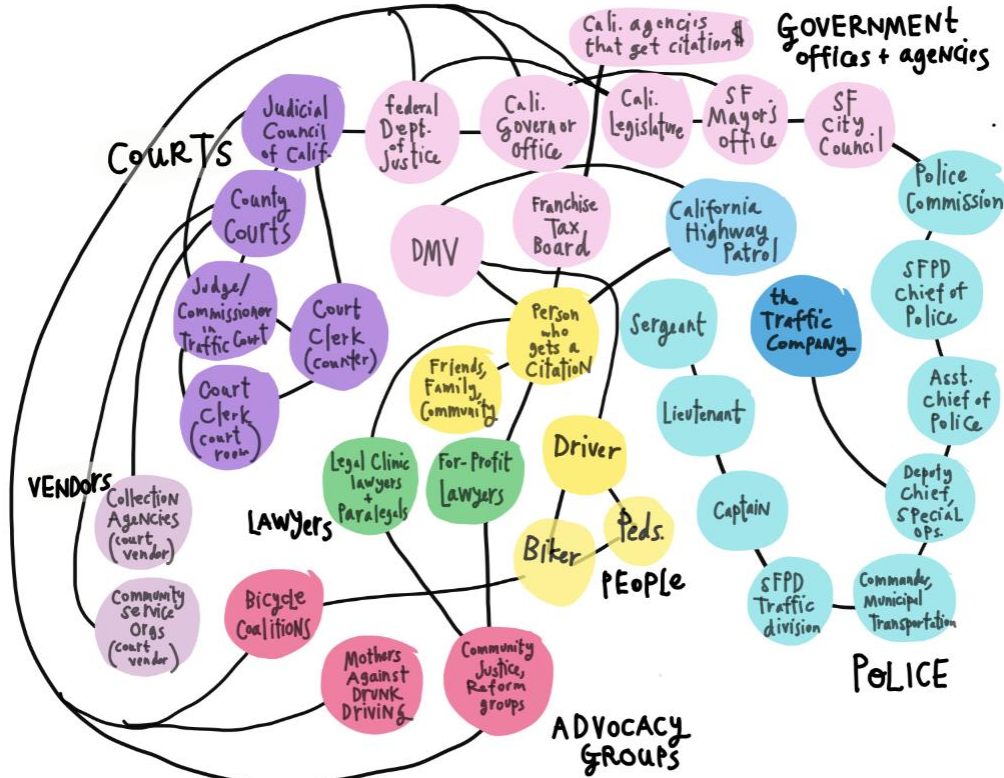 Cali. agencies
that get citation $
GOVERNMENT
offices + agencies
COURTS
Judicial
Council
of Calif.
federal
Dept.
of
Justice
Cali.
Governor
office
Cali.
Legislature
SF
Mayor's
office
SF
City
Council
Police
Commission
County
Courts
DMV
Franchise
Tax
Board
California
Highway
Patrol
SFPD
chief of
Police
Judge/
Commissioner
in
Traffic Court
Court
Clerk
(counter)
Person
who
gets a
Citation
Sergeant
the
Traffic
Company
Friends,
Family,
Community
Asst.
chief of
Police
Court
Clerk
(court
room)
Lieutenant
Driver
VENDORS
Collection
Agencies
(court
vendor)
LAWYERS
Legal Clinic
lawyers
+
Paralegals
For-Profit
Lawyers
Captain
Deputy
Chief,
Special
Ops.
Peds.
Biker
PEOPLE
Community
Service
Orgs
(court
vendor)
Bicycle
Coalitions
SFPD
Traffic
division
Commander,
Municipal
Transportation
POLICE
Mothers
Against
Drunk
Driving
Community
Justice,
Reform
groups
ADVOCACY
GROUPS